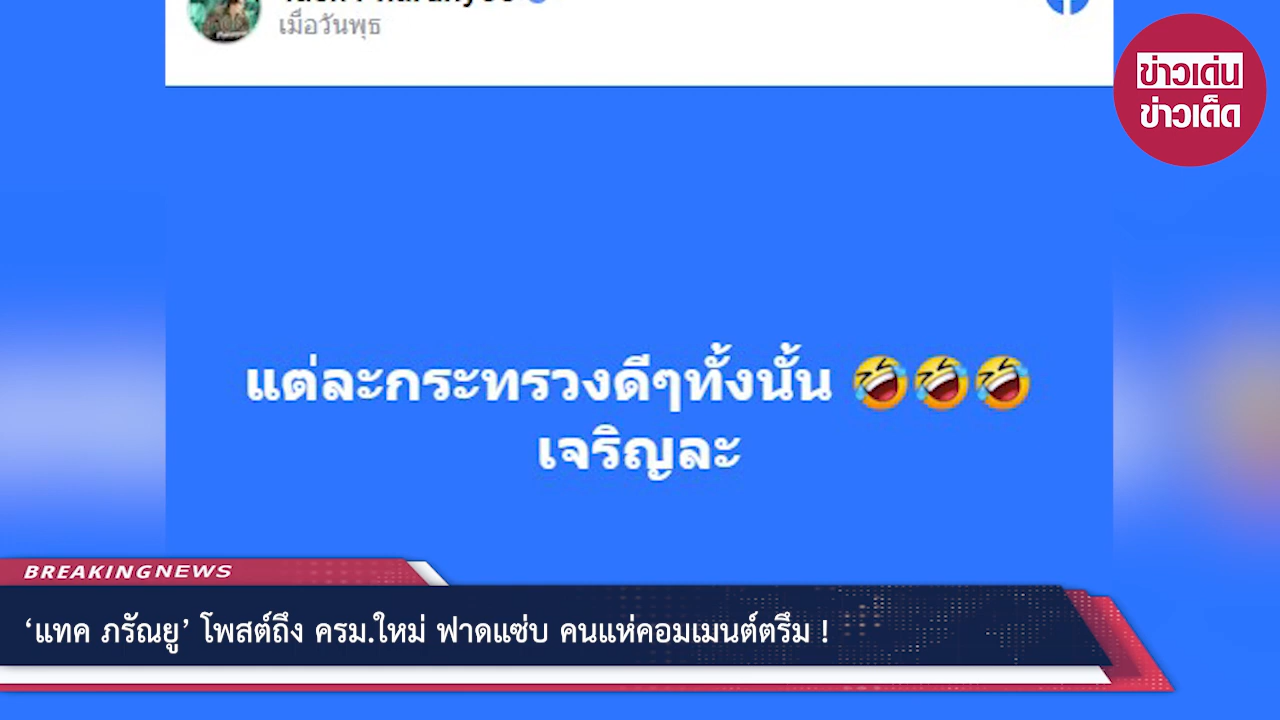 เมื่อวันพุธ
ข่าวเด่น
ข่าวเด็ด
แต่ละกระทรวงดีๆทั้งนั้น 🤣🤣🤣
เจริญละ
BREAKINGNEWS
‘แทค ภรัณยู’ โพสต์ถึง ครม.ใหม่ ฟาดแซ่บ คนแห่คอมเมนต์ตรึม !